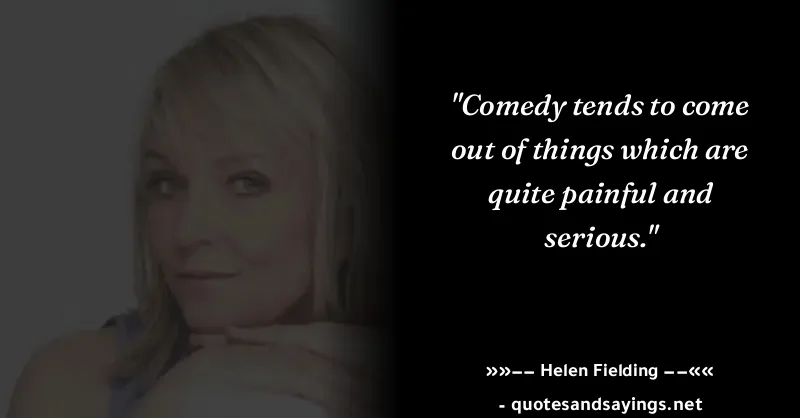 "Comedy tends to come
out of things which are
quite painful and
serious."
»»—— Helen Fielding ——««
- quotesandsayings.net